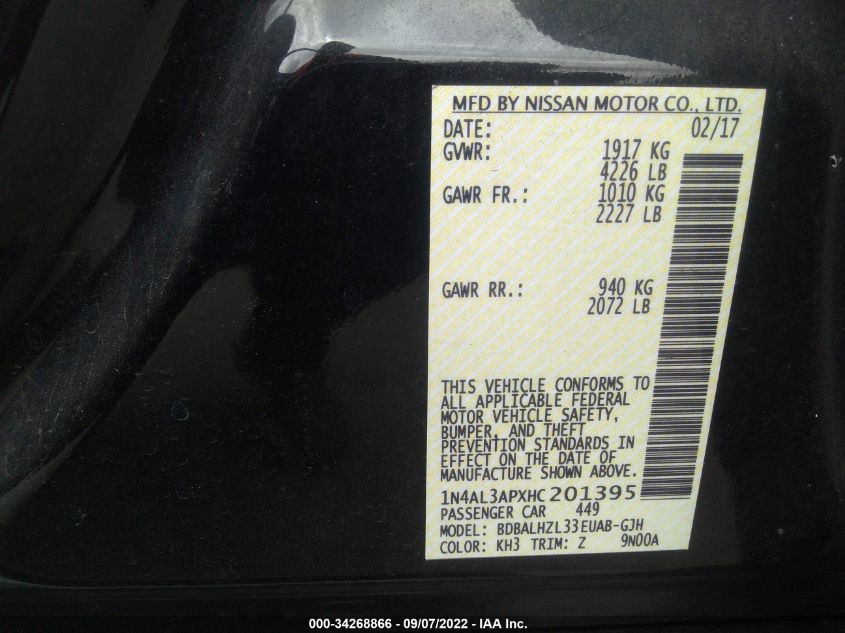 MFD BY NISSAN MOTOR CO., LTD.
DATE: 02/17
GVWR: 1917 KG
4226 LB
GAWR FR.: 1010 KG
2227 LB
GAWR RR.: 940 KG
2072 LB
THIS VEHICLE CONFORMS TO
ALL APPLICABLE FEDERAL
MOTOR VEHICLE SAFETY,
BUMPER, AND THEFT
PREVENTION STANDARDS IN
EFFECT ON THE DATE OF
MANUFACTURE SHOWN ABOVE.
1N4AL3APXHC201395
PASSENGER CAR 449
MODEL: BDBALHZL33EUAB-GJH
COLOR: KH3 TRIM: Z 9N00A
000-34268866 - 09/07/2022 - IAA Inc.